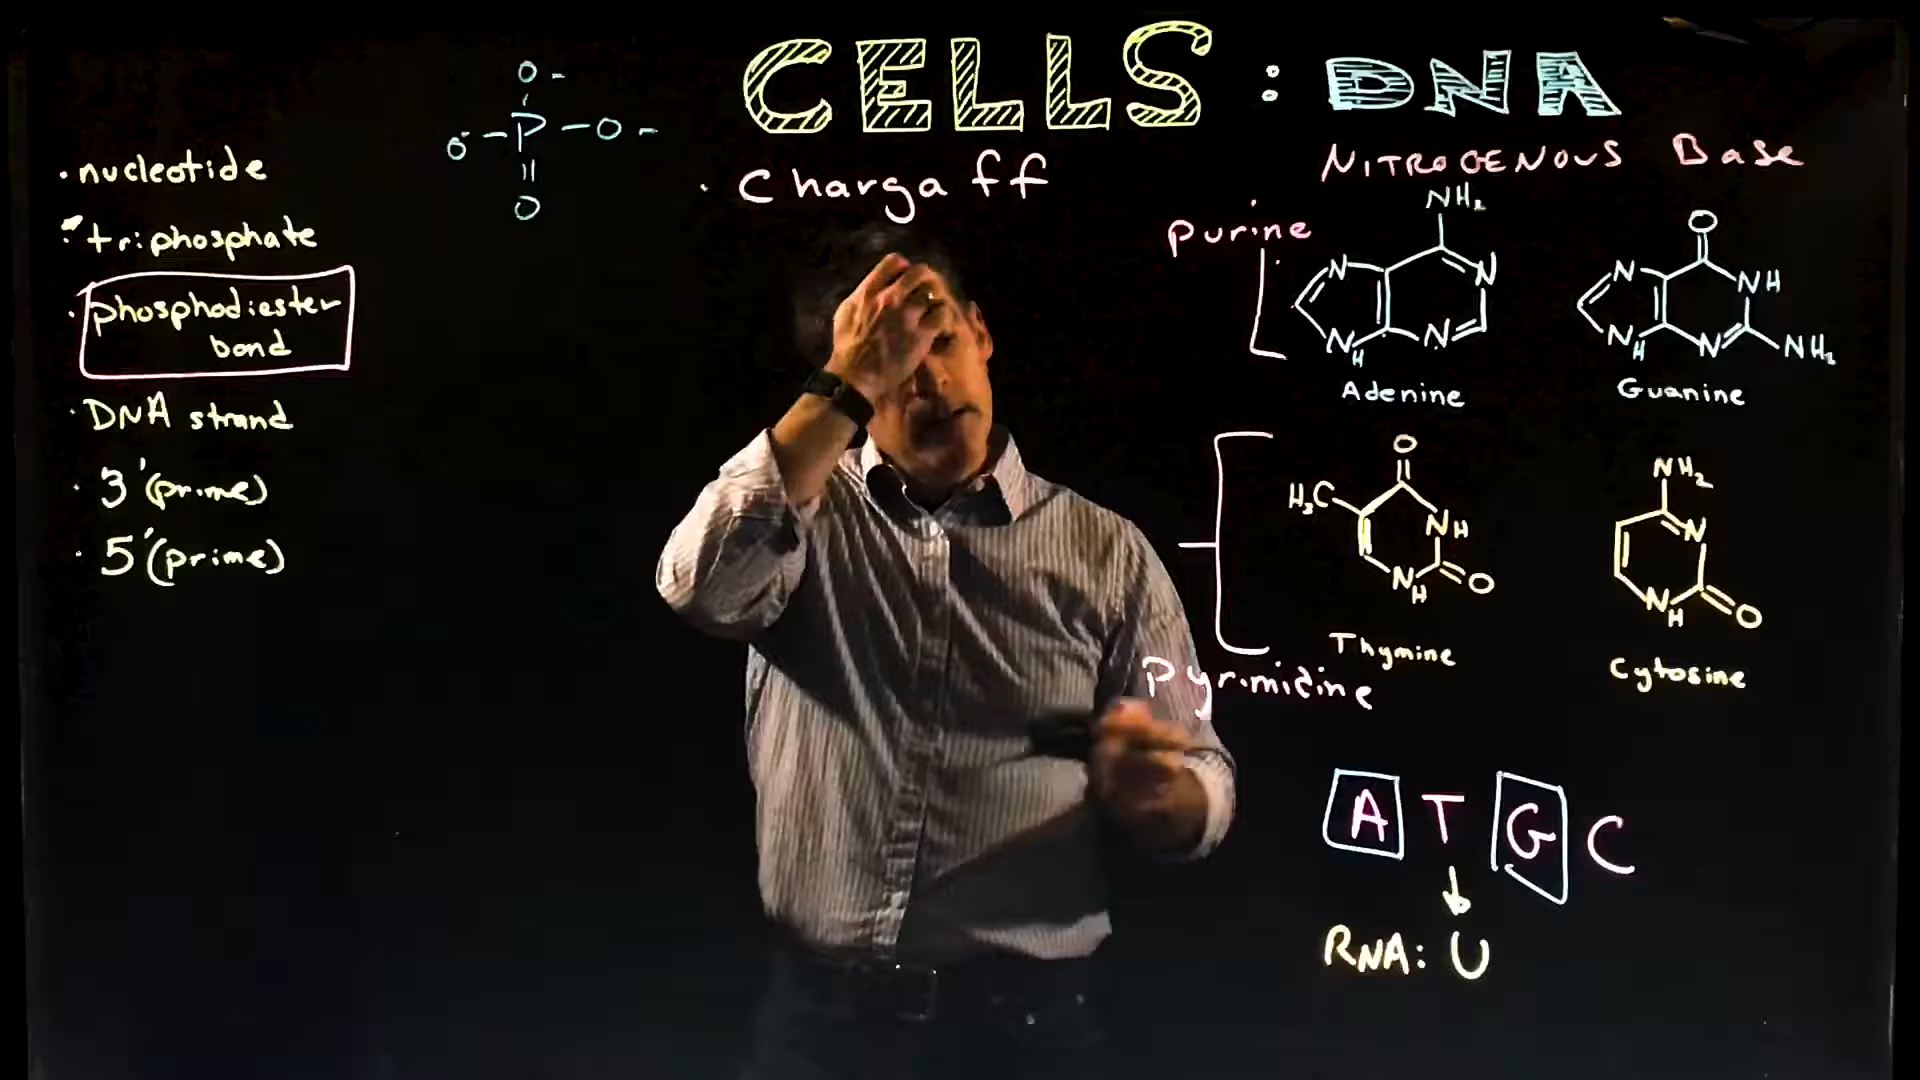 CELLS : DNA
• nucleotide
• triphosphate
• phosphodiester
bond
• DNA strand
• 3'(prime)
• 5'(prime)
O -
O - P - O -
O
• Chargaff
NITROGENOUS Base
purine
NH₂
N
N
N
H
N
Adenine
O
N
NH
N
H
N
NH₂
Guanine
O
H₃C
NH
N
H
O
Thymine
NH₂
N
N
H
O
Cytosine
Pyrimidine
A T G C
RNA: U